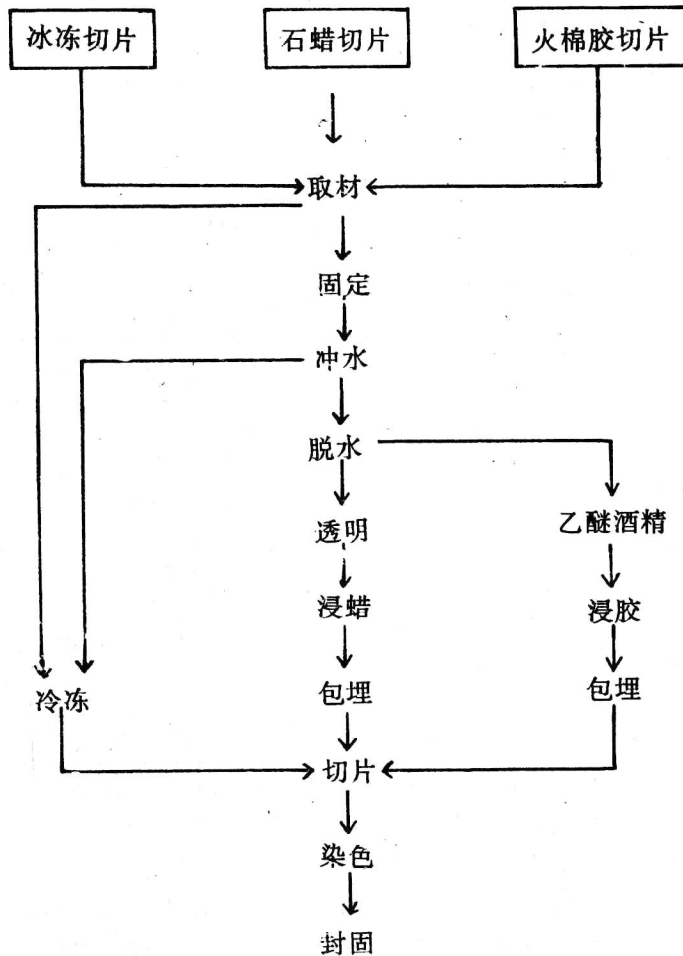 冰冻切片
石蜡切片
火棉胶切片
取材
固定
冲水
脱水
透明
乙醚酒精
浸蜡
浸胶
冷冻
包埋
包埋
切片
染色
封固